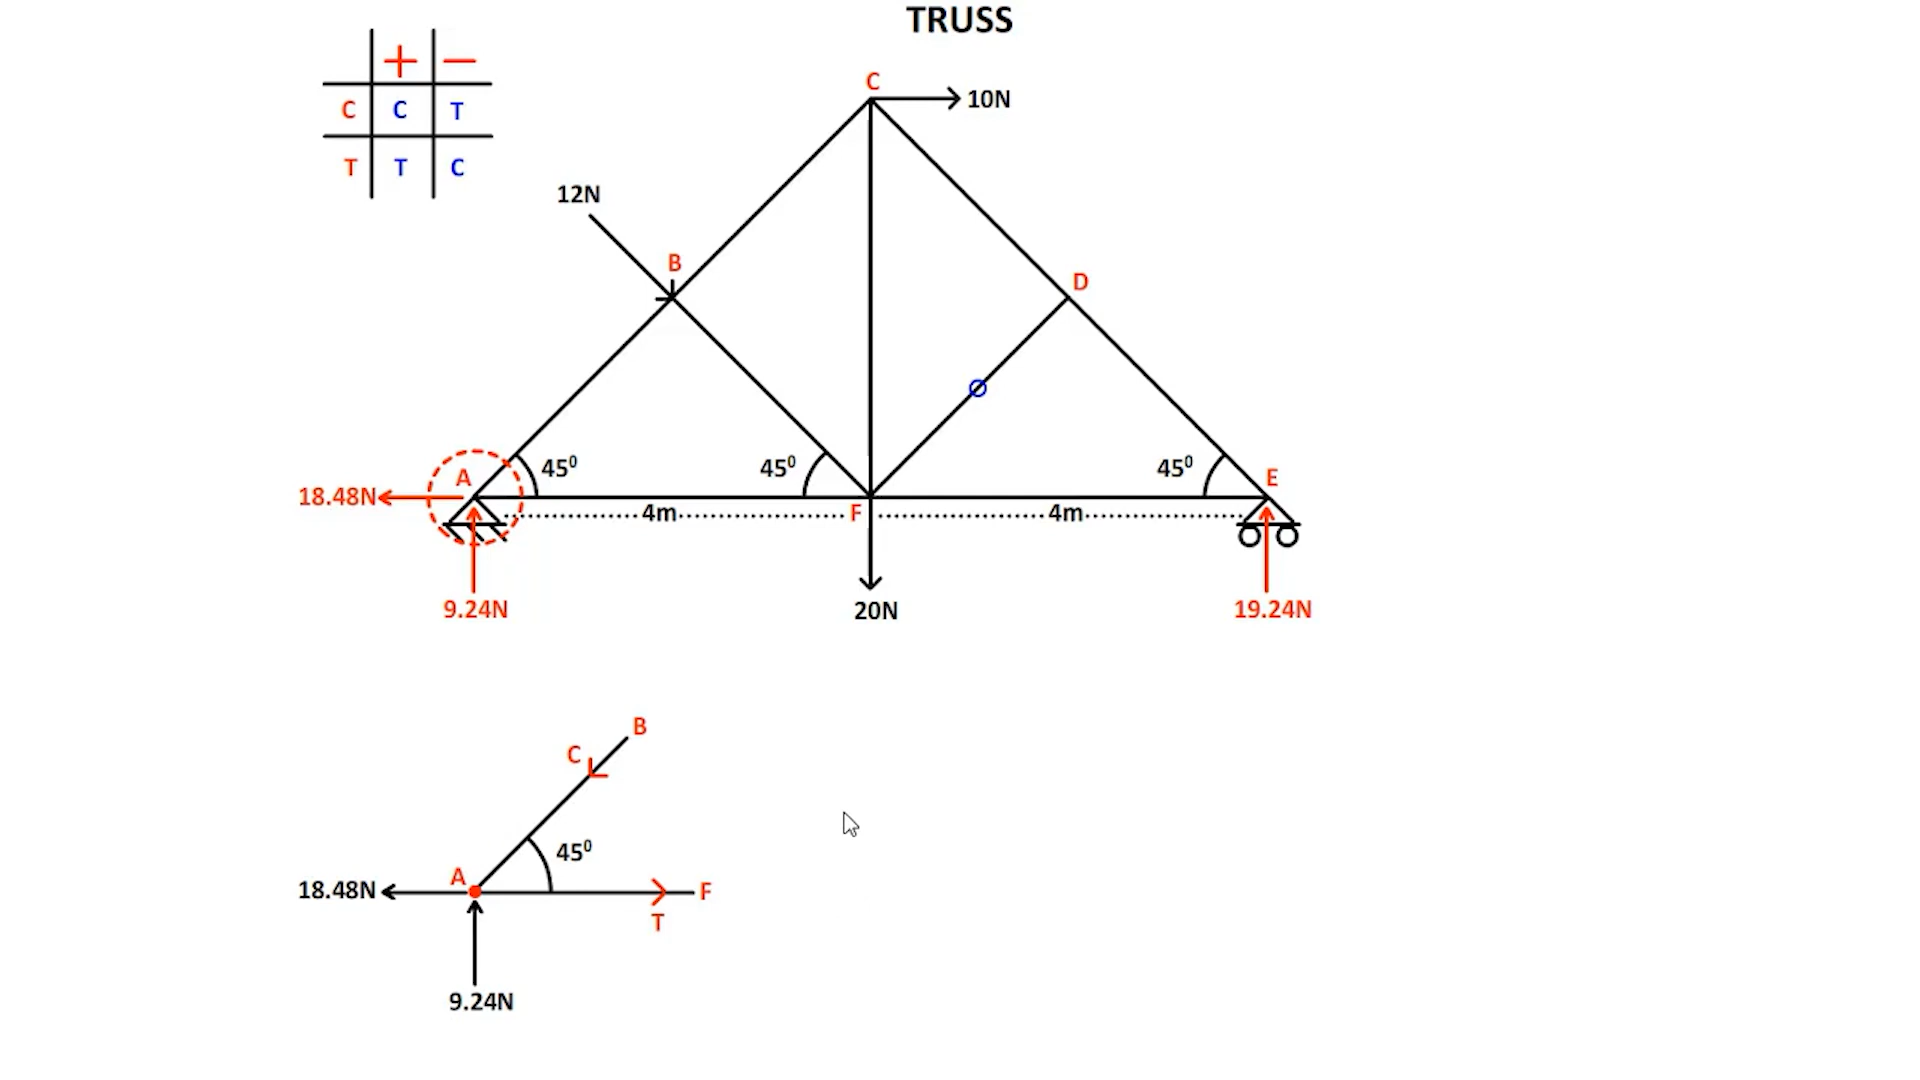 TRUSS
+ −
C C T
T T C
C
10N
12N
B
D
A
45⁰
45⁰
45⁰
E
18.48N
4m
F
4m
9.24N
20N
19.24N
B
C
45⁰
A
18.48N
F
T
9.24N